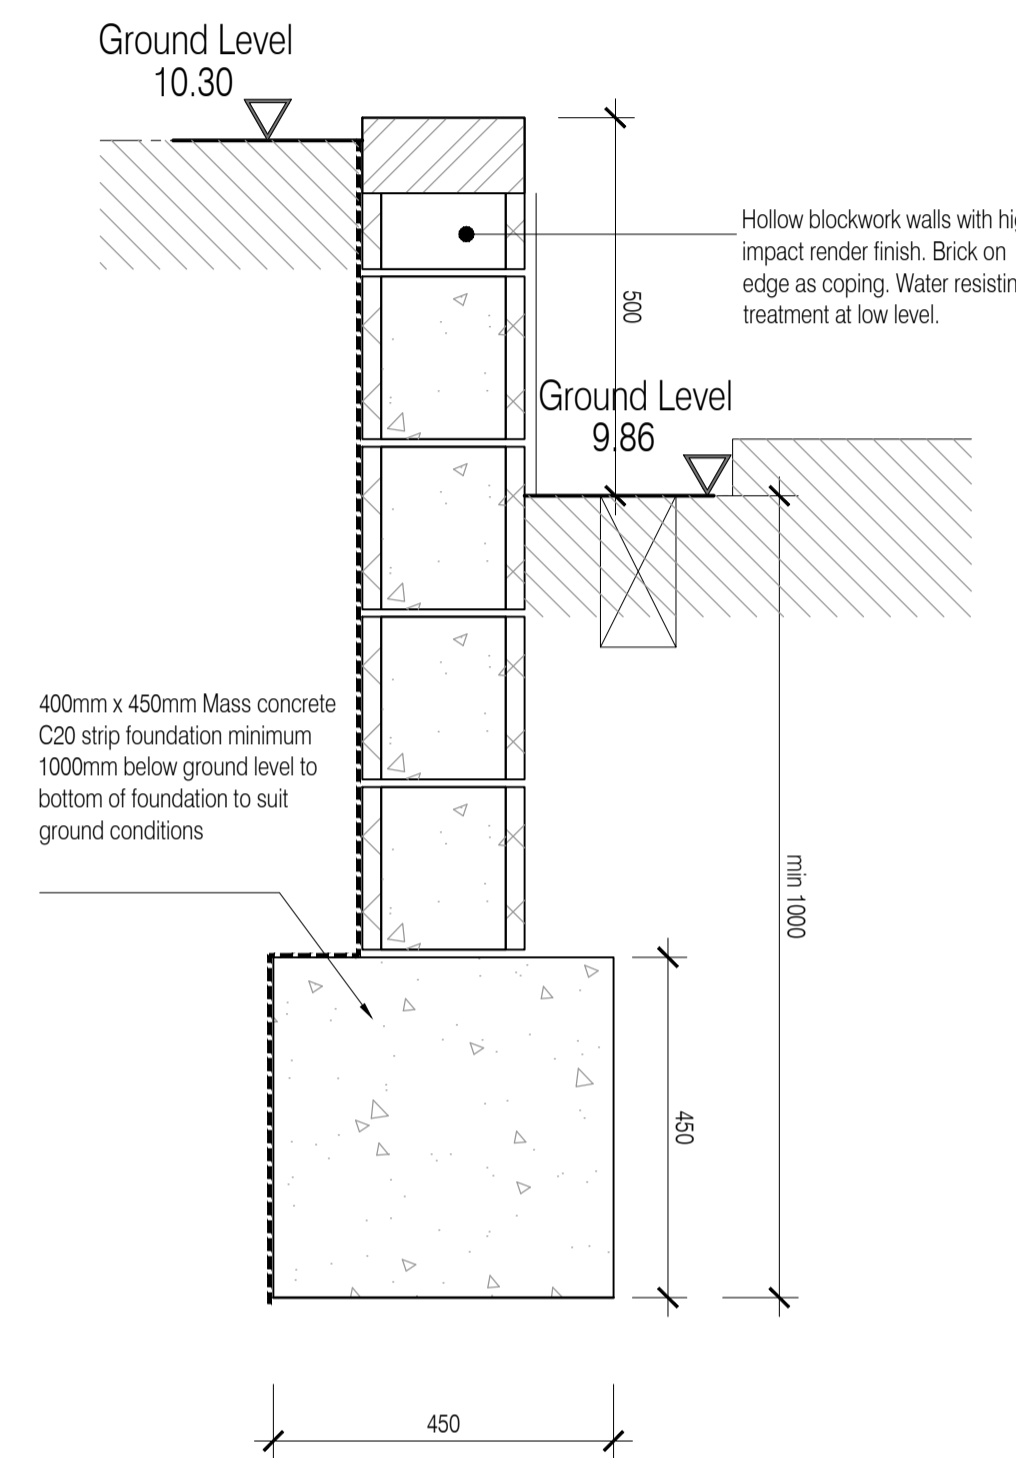 Ground Level
10.30
Hollow blockwork walls with
impact render finish. Brick on
edge as coping. Water
treatment at low level.
500
Ground Level
9.86
400mm x 450mm Mass concrete
C20 strip foundation minimum
1000mm below ground level to
bottom of foundation to suit
ground conditions
min 1000
450
450